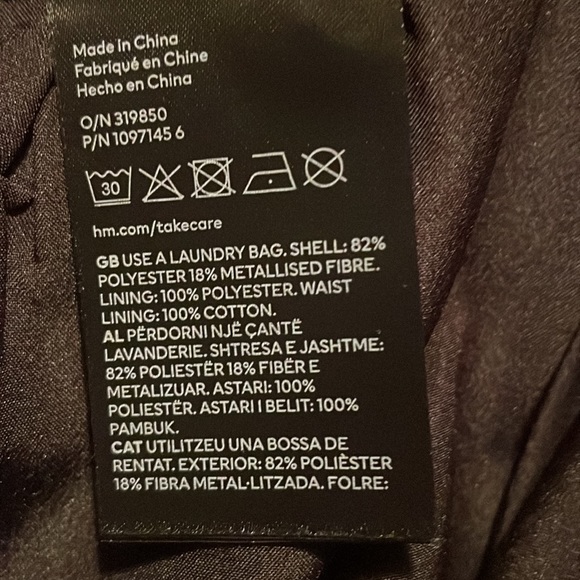 Made in China
Fabriqué en Chine
Hecho en China
O/N 319850
P/N 1097145 6
30
hm.com/takecare
GB USE A LAUNDRY BAG. SHELL: 82%
POLYESTER 18% METALLISED FIBRE.
LINING: 100% POLYESTER. WAIST
LINING: 100% COTTON.
AL PËRDORNI NJË ÇANTË
LAVANDERIE. SHTRESA E JASHTME:
82% POLIESTËR 18% FIBËR E
METALIZUAR. ASTARI: 100%
POLIESTËR. ASTARI I BELIT: 100%
PAMBUK.
CAT UTILITZEU UNA BOSSA DE
RENTAT. EXTERIOR: 82% POLIÈSTER
18% FIBRA METAL·LITZADA. FOLRE: